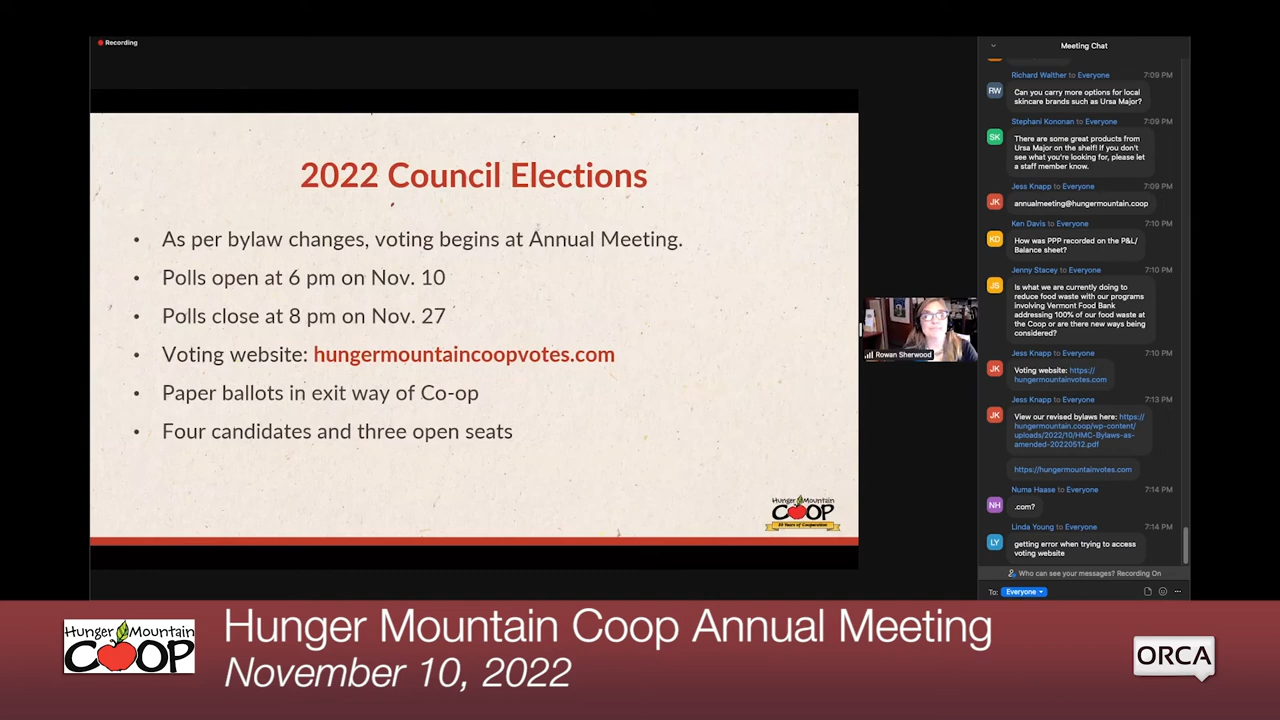 Recording
2022 Council Elections
• As per bylaw changes, voting begins at Annual Meeting.
• Polls open at 6 pm on Nov. 10
• Polls close at 8 pm on Nov. 27
• Voting website: hungermountaincoopvotes.com
• Paper ballots in exit way of Co-op
• Four candidates and three open seats
Hunger Mountain
COOP
50 Years of Cooperation
Rowan Sherwood
Meeting Chat
Richard Walther to Everyone 7:09 PM
RW
Can you carry more options for local
skincare brands such as Ursa Major?
Stephani Kononan to Everyone 7:09 PM
SK
There are some great products from
Ursa Major on the shelf! If you don't
see what you're looking for, please let
a staff member know.
Jess Knapp to Everyone 7:09 PM
JK
annualmeeting@hungermountain.coop
Ken Davis to Everyone 7:10 PM
KD
How was PPP recorded on the P&L/
Balance sheet?
Jenny Stacey to Everyone 7:10 PM
JS
Is what we are currently doing to
reduce food waste with our programs
involving Vermont Food Bank
addressing 100% of our food waste at
the Coop or are there new ways being
considered?
Jess Knapp to Everyone 7:10 PM
JK
Voting website: https://
hungermountainvotes.com
Jess Knapp to Everyone 7:13 PM
JK
View our revised bylaws here: https://
hungermountain.coop/wp-content/
uploads/2022/10/HMC-Bylaws-as-
amended-20220512.pdf
https://hungermountainvotes.com
Numa Haase to Everyone 7:14 PM
NH
.com?
Linda Young to Everyone 7:14 PM
LY
getting error when trying to access
voting website
Who can see your messages? Recording On
To: Everyone
Hunger Mountain
COOP
Hunger Mountain Coop Annual Meeting
November 10, 2022
ORCA